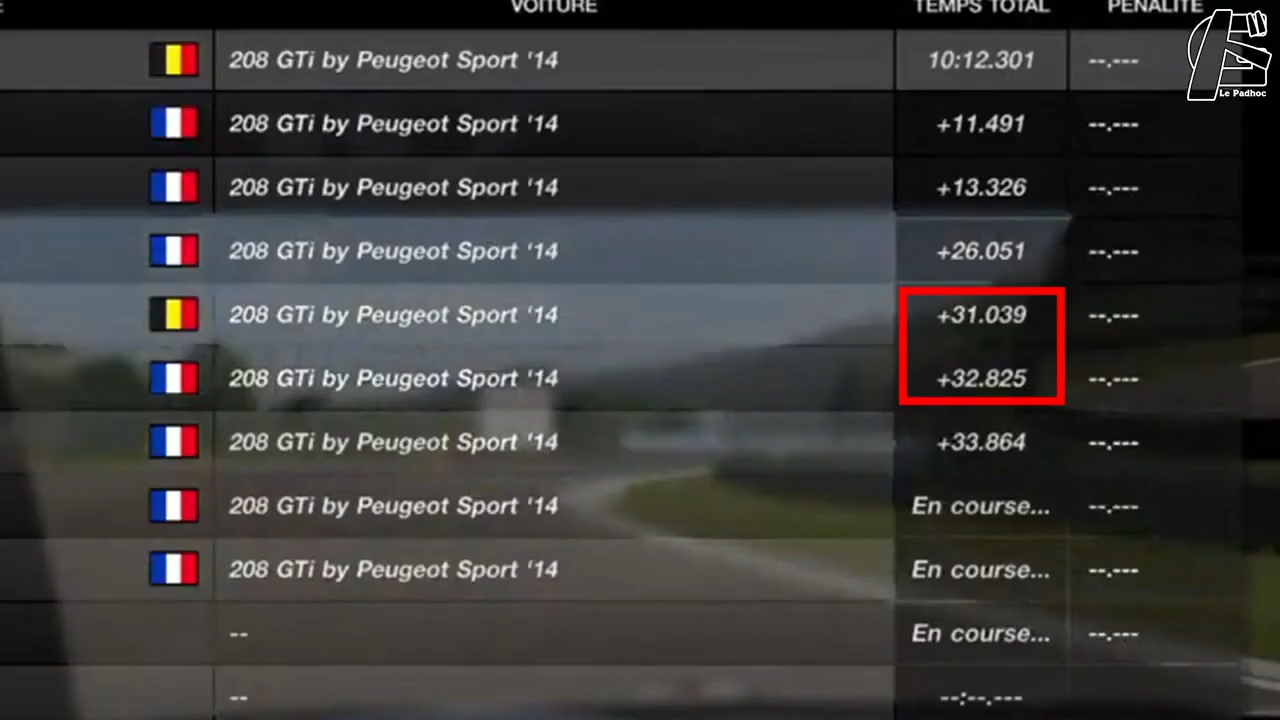 VOITURE TEMPS TOTAL PÉNALITÉ
208 GTi by Peugeot Sport '14 10:12.301 --.---
208 GTi by Peugeot Sport '14 +11.491 --.---
208 GTi by Peugeot Sport '14 +13.326 --.---
208 GTi by Peugeot Sport '14 +26.051 --.---
208 GTi by Peugeot Sport '14 +31.039 --.---
208 GTi by Peugeot Sport '14 +32.825 --.---
208 GTi by Peugeot Sport '14 +33.864 --.---
208 GTi by Peugeot Sport '14 En course... --.---
208 GTi by Peugeot Sport '14 En course... --.---
-- En course... --.---
-- --:--.---
Le Padhoc